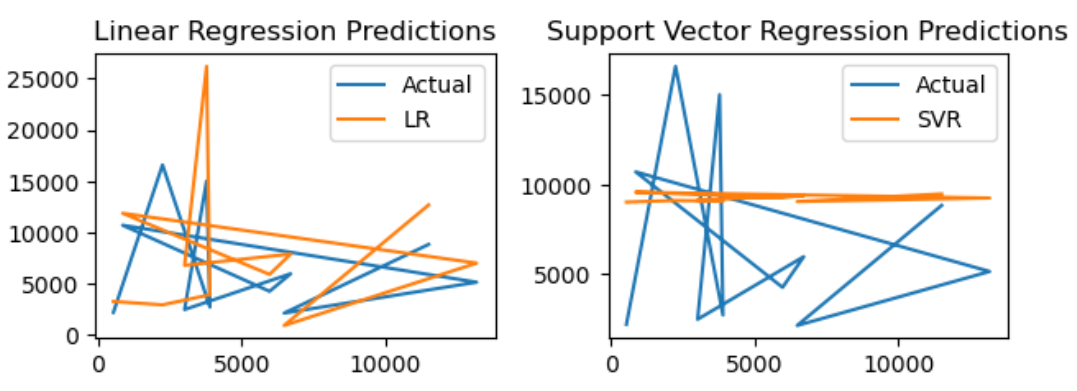 Linear Regression Predictions
25000
20000
15000
10000
5000
0
0 5000 10000
Actual
LR
Support Vector Regression Predictions
15000
10000
5000
0 5000 10000
Actual
SVR